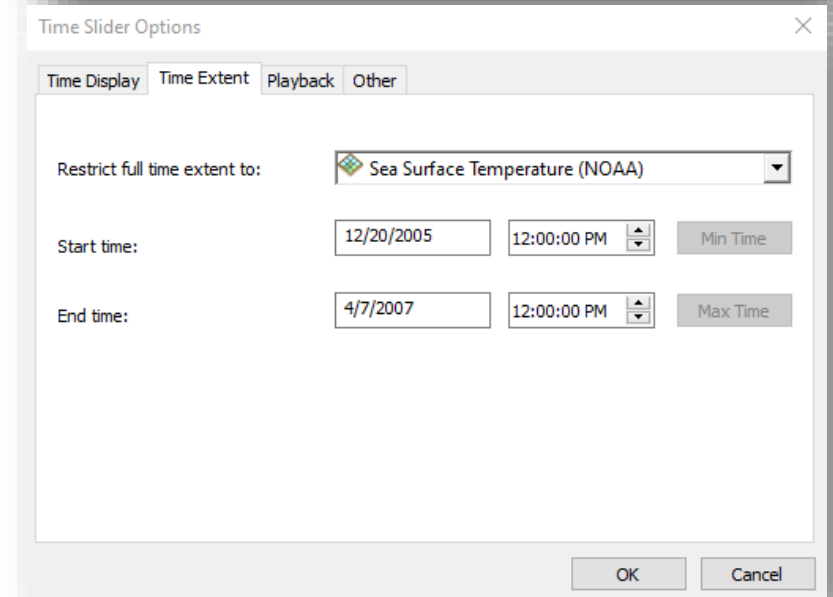 Time Slider Options
Time Display Time Extent Playback Other
Restrict full time extent to: Sea Surface Temperature (NOAA)
Start time: 12/20/2005 12:00:00 PM Min Time
End time: 4/7/2007 12:00:00 PM Max Time
OK Cancel